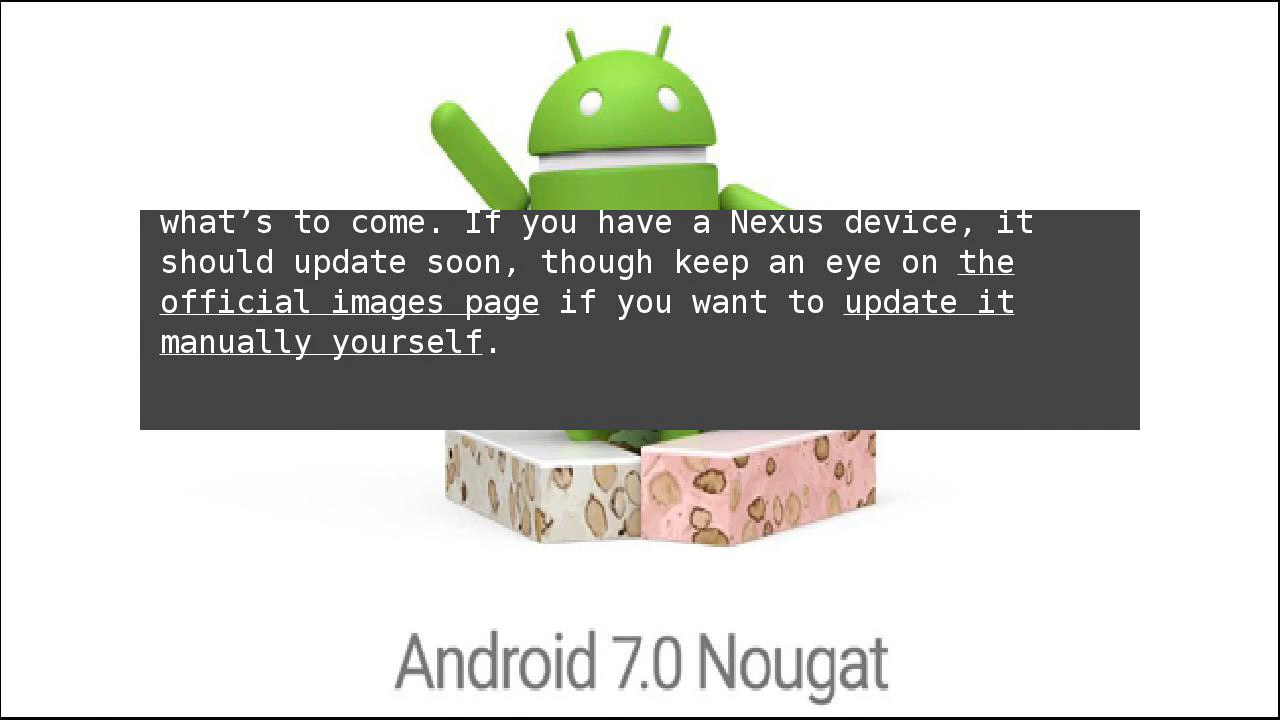 what’s to come. If you have a Nexus device, it
should update soon, though keep an eye on the
official images page if you want to update it
manually yourself.
Android 7.0 Nougat